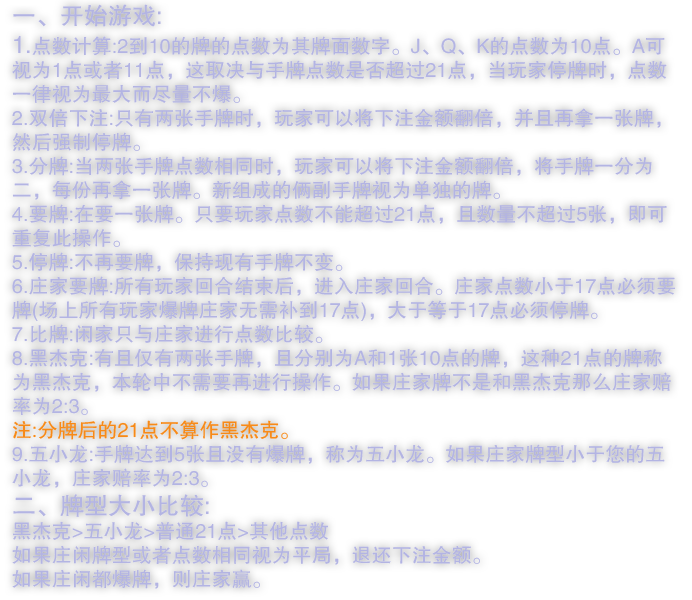 一、开始游戏:
1.点数计算:2到10的牌的点数为其牌面数字。J、Q、K的点数为10点。A可
视为1点或者11点，这取决与手牌点数是否超过21点，当玩家停牌时，点数
一律视为最大而尽量不爆。
2.双倍下注:只有两张手牌时，玩家可以将下注金额翻倍，并且再拿一张牌，
然后强制停牌。
3.分牌:当两张手牌点数相同时，玩家可以将下注金额翻倍，将手牌一分为
二，每份再拿一张牌。新组成的俩副手牌视为单独的牌。
4.要牌:在要一张牌。只要玩家点数不能超过21点，且数量不超过5张，即可
重复此操作。
5.停牌:不再要牌，保持现有手牌不变。
6.庄家要牌:所有玩家回合结束后，进入庄家回合。庄家点数小于17点必须要
牌(场上所有玩家爆牌庄家无需补到17点)，大于等于17点必须停牌。
7.比牌:闲家只与庄家进行点数比较。
8.黑杰克:有且仅有两张手牌，且分别为A和1张10点的牌，这种21点的牌称
为黑杰克，本轮中不需要再进行操作。如果庄家牌不是和黑杰克那么庄家赔
率为2:3。
注:分牌后的21点不算作黑杰克。
9.五小龙:手牌达到5张且没有爆牌，称为五小龙。如果庄家牌型小于您的五
小龙，庄家赔率为2:3。
二、牌型大小比较:
黑杰克>五小龙>普通21点>其他点数
如果庄闲牌型或者点数相同视为平局，退还下注金额。
如果庄闲都爆牌，则庄家赢。